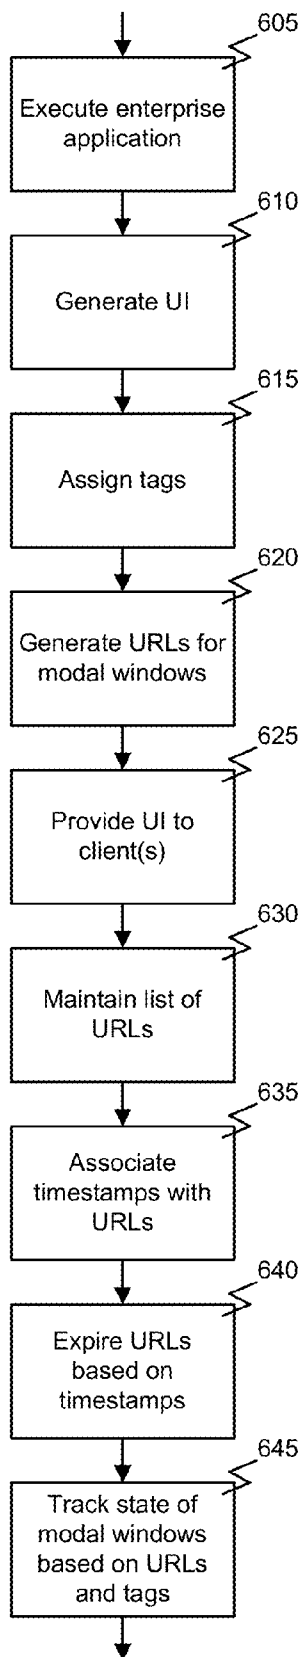 605
Execute enterprise
application
610
Generate UI
615
Assign tags
620
Generate URLs for
modal windows
625
Provide UI to
client(s)
630
Maintain list of
URLs
635
Associate
timestamps with
URLs
640
Expire URLs
based on
timestamps
645
Track state of
modal windows
based on URLs
and tags